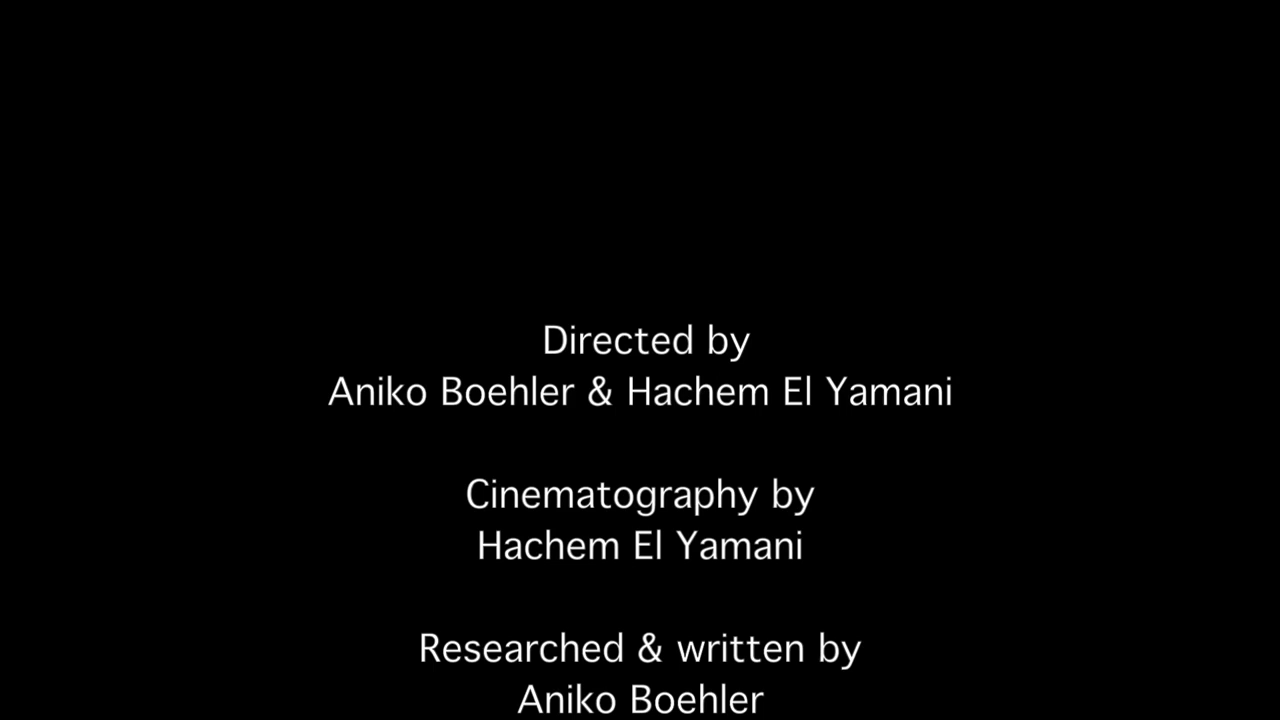 Directed by
Aniko Boehler & Hachem El Yamani
Cinematography by
Hachem El Yamani
Researched & written by
Aniko Boehler